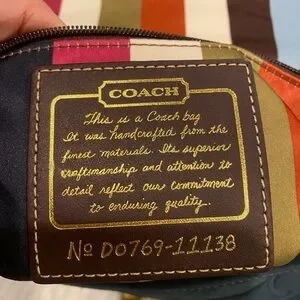 COACH
This is a Coach bag
It was handcrafted from the
finest materials. Its superior
craftsmanship and attention to
detail reflect our commitment
to enduring quality.
No D0769-11138